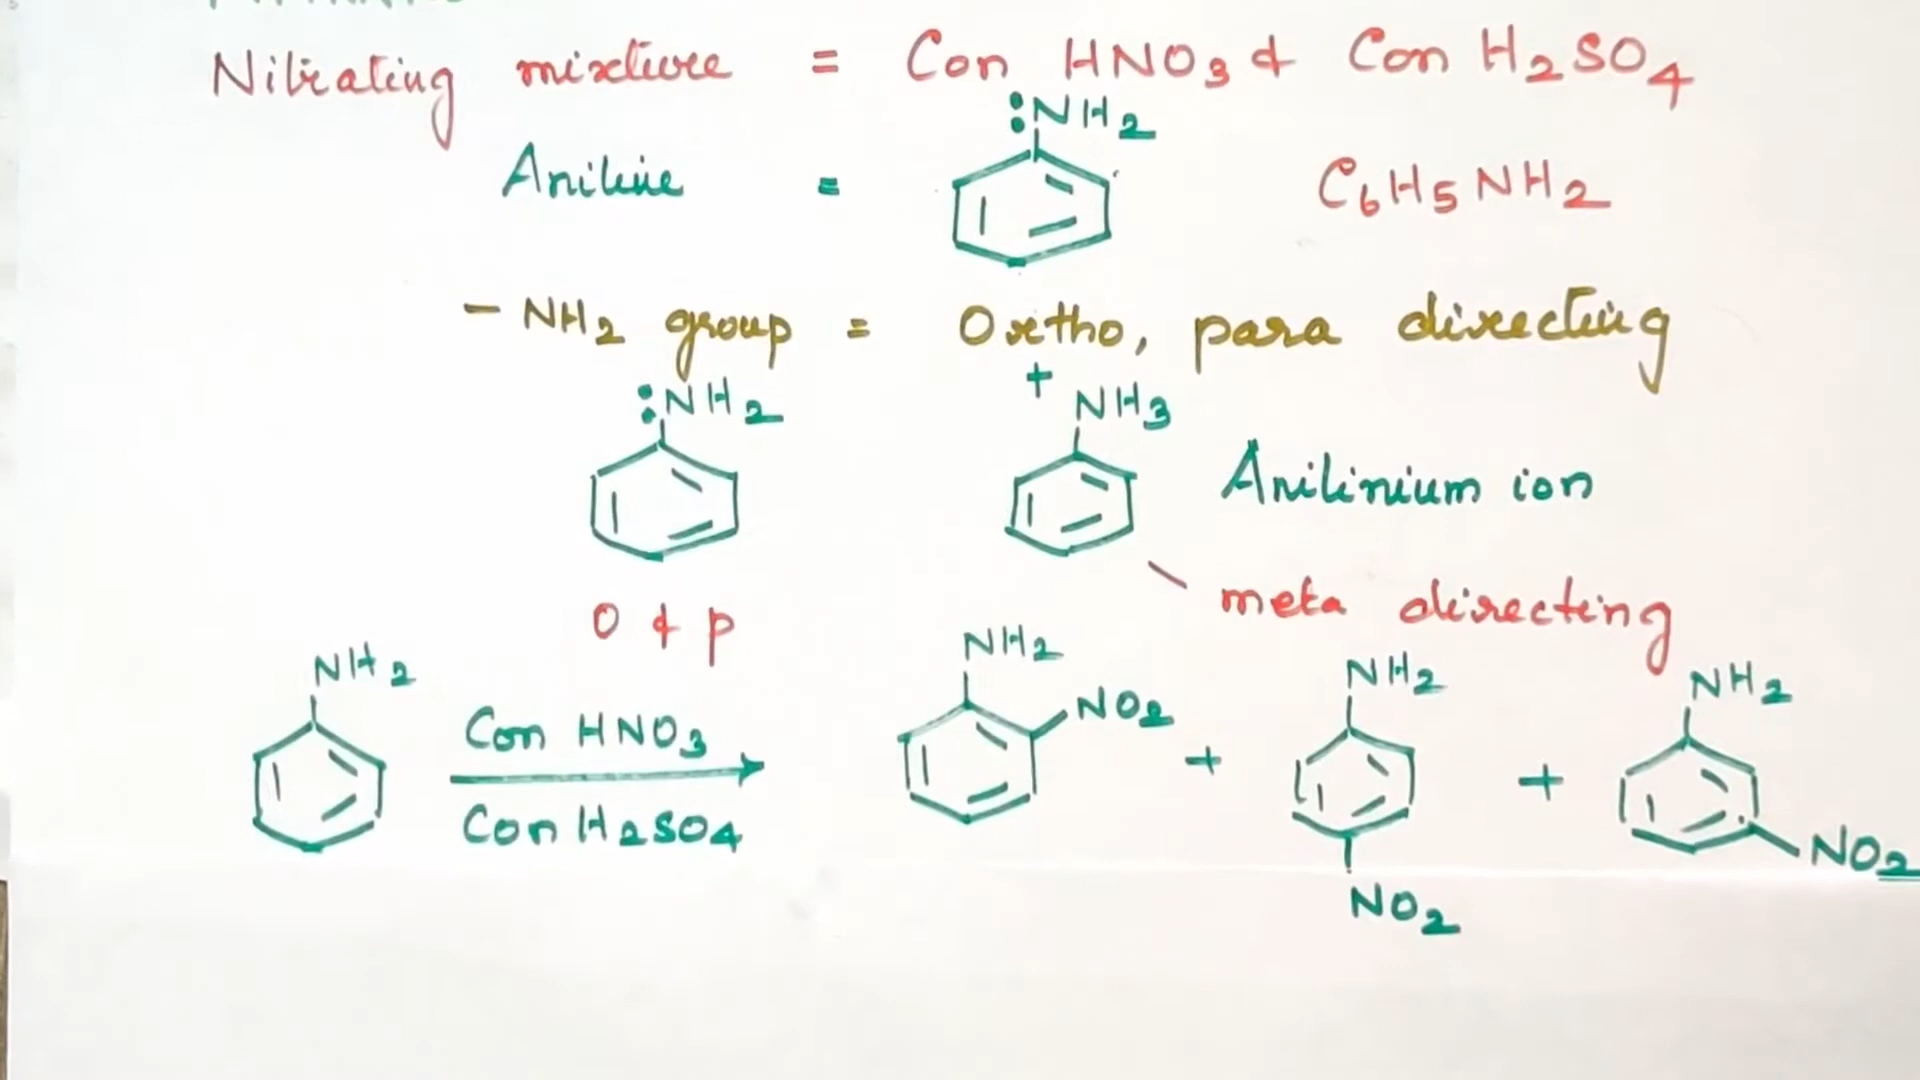 Nitrating mixture = Con HNO3 & Con H2SO4
:NH2
Aniline = C6H5NH2
- NH2 group = Ortho, para directing
:NH2
+NH3
Anilinium ion
O & p
meta directing
NH2
Con HNO3
Con H2SO4
NH2
NO2
+
NH2
NO2
+
NH2
NO2